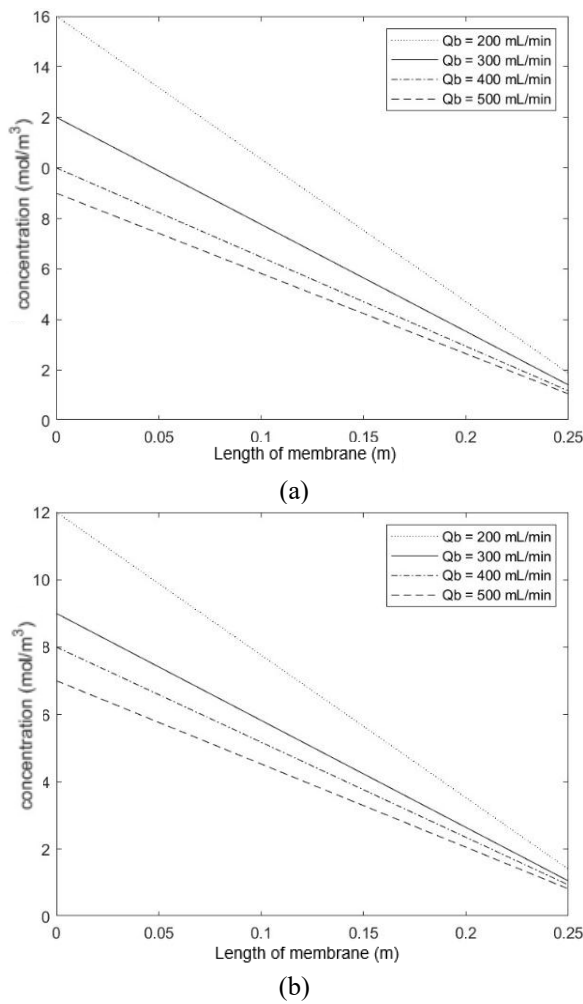 16
14
2
0
8
6
4
2
0
concentration (mol/m³)
Qb = 200 mL/min
Qb = 300 mL/min
Qb = 400 mL/min
Qb = 500 mL/min
0 0.05 0.1 0.15 0.2 0.25
Length of membrane (m)
(a)
12
10
8
6
4
2
0
concentration (mol/m³)
Qb = 200 mL/min
Qb = 300 mL/min
Qb = 400 mL/min
Qb = 500 mL/min
0 0.05 0.1 0.15 0.2 0.25
Length of membrane (m)
(b)